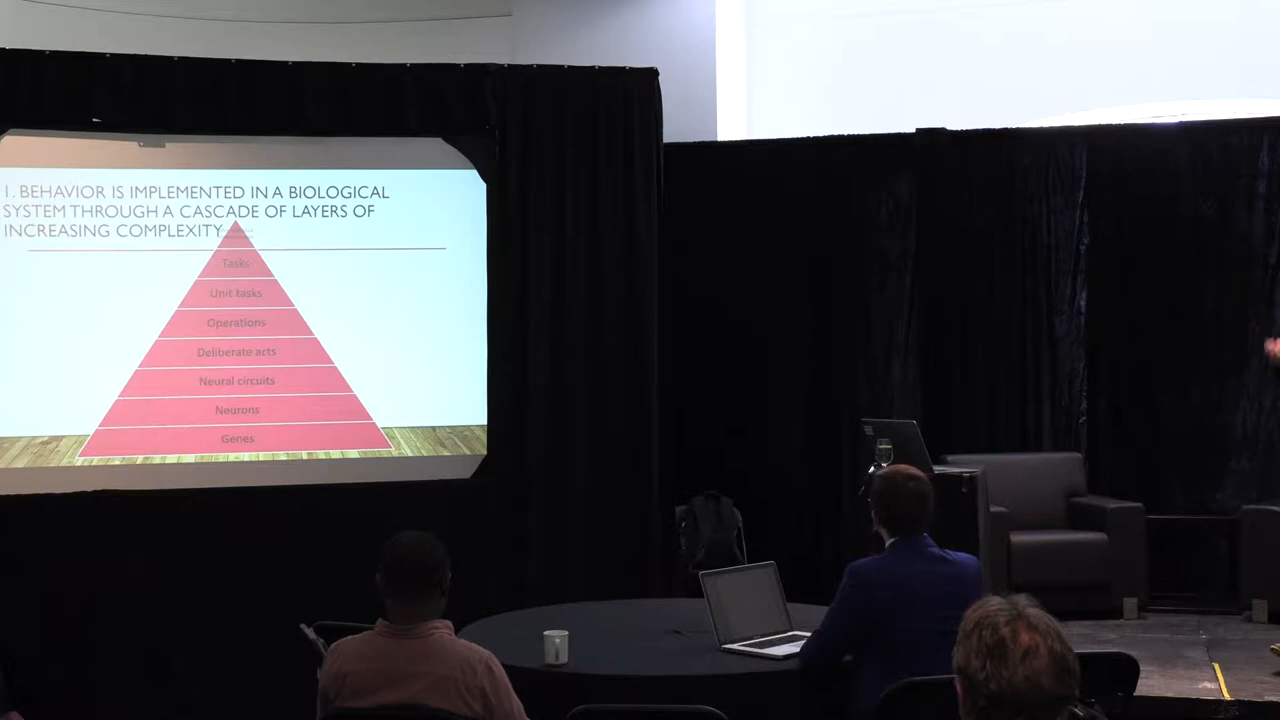 1. BEHAVIOR IS IMPLEMENTED IN A BIOLOGICAL
SYSTEM THROUGH A CASCADE OF LAYERS OF
INCREASING COMPLEXITY
Tasks
Unit tasks
Operations
Deliberate acts
Neural circuits
Neurons
Genes